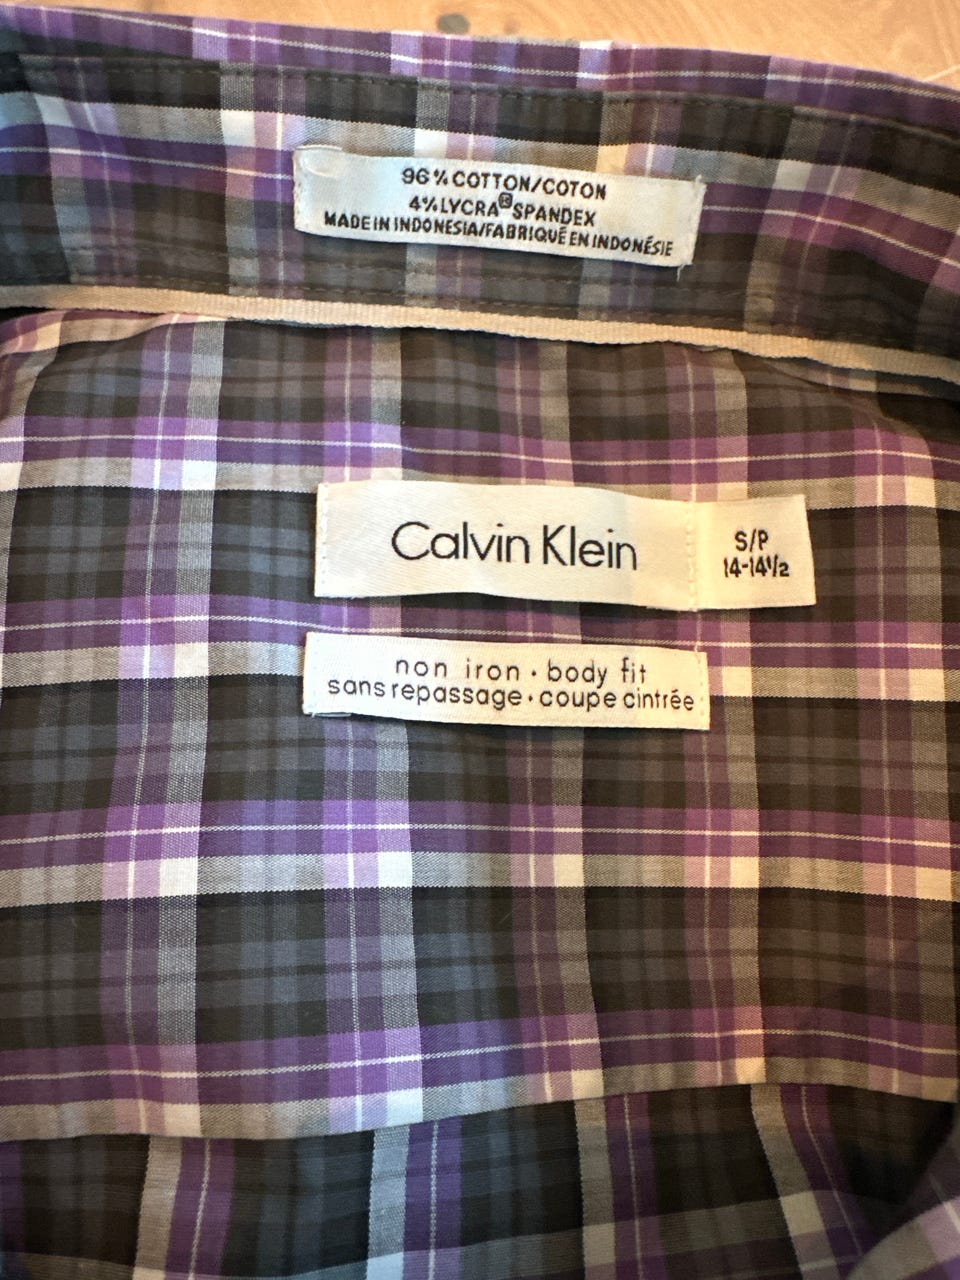 96% COTTON/COTON
4% LYCRA® SPANDEX
MADE IN INDONESIA/FABRIQUÉ EN INDONÉSIE
Calvin Klein
S/P
14-14½
non iron • body fit
sans repassage • coupe cintrée